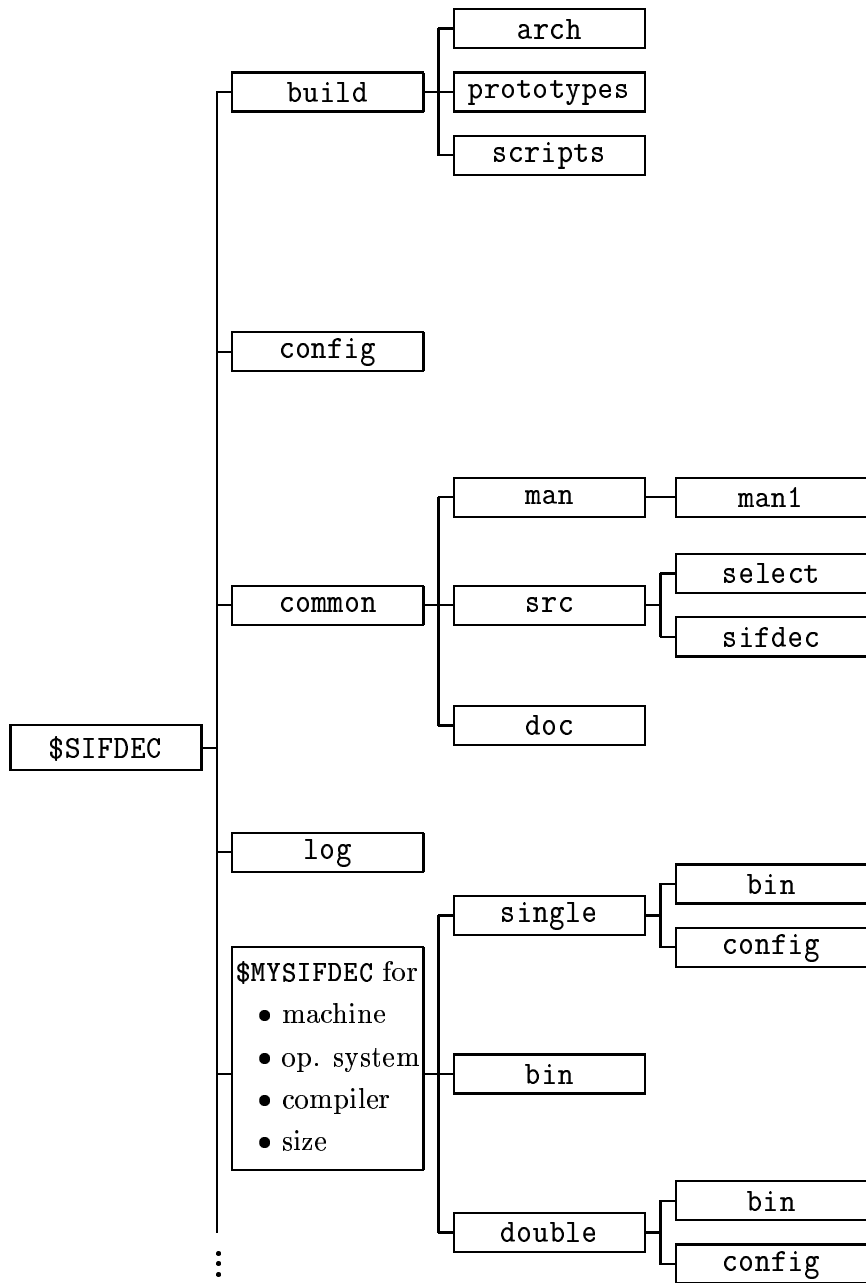 arch
build
prototypes
scripts
config
man
man1
select
common
src
sifdec
doc
$SIFDEC
log
bin
single
config
$MYSIFDEC for
• machine
• op. system
bin
• compiler
• size
bin
double
config
⋮